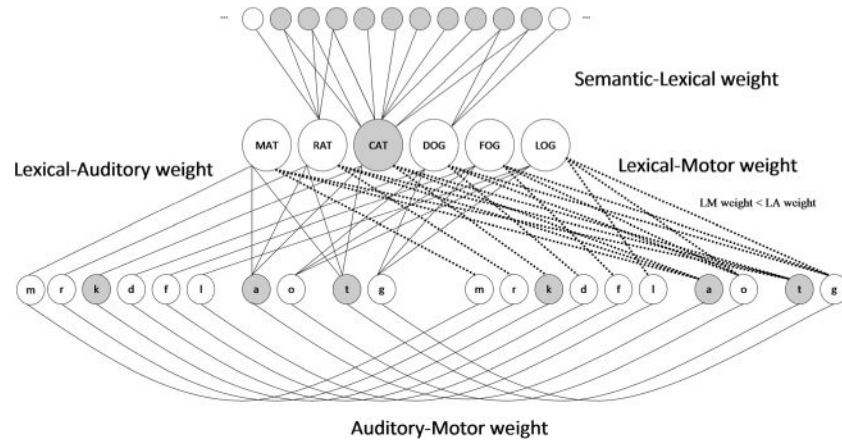 ... ...
Semantic-Lexical weight
MAT RAT CAT DOG FOG LOG
Lexical-Auditory weight Lexical-Motor weight
LM weight < LA weight
m r k d f l a o t g m r k d f l a o t g
Auditory-Motor weight